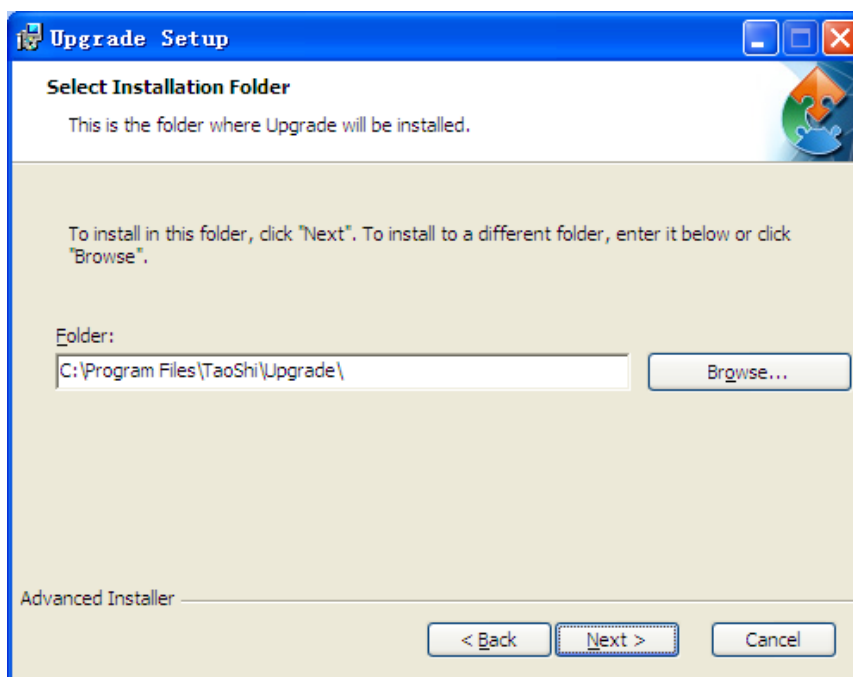 Upgrade Setup
Select Installation Folder
This is the folder where Upgrade will be installed.
To install in this folder, click "Next". To install to a different folder, enter it below or click
"Browse".
Folder:
C:\Program Files\TaoShi\Upgrade\
Browse...
Advanced Installer
< Back
Next >
Cancel